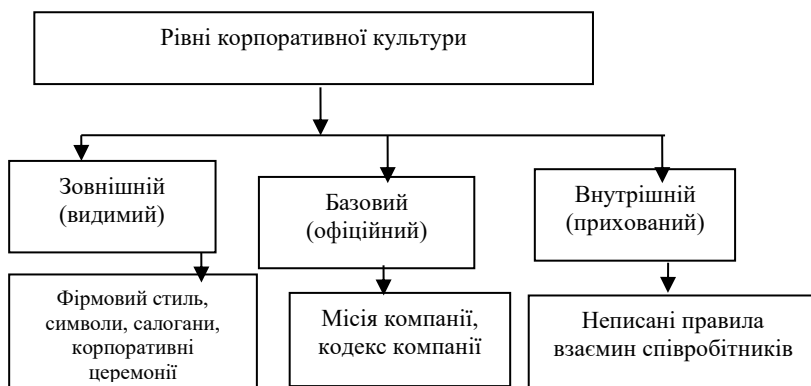 Рівні корпоративної культури
Зовнішній
(видимий)
Базовий
(офіційний)
Внутрішній
(прихований)
Фірмовий стиль,
символи, салогани,
корпоративні
церемонії
Місія компанії,
кодекс компанії
Неписані правила
взаємин співробітників